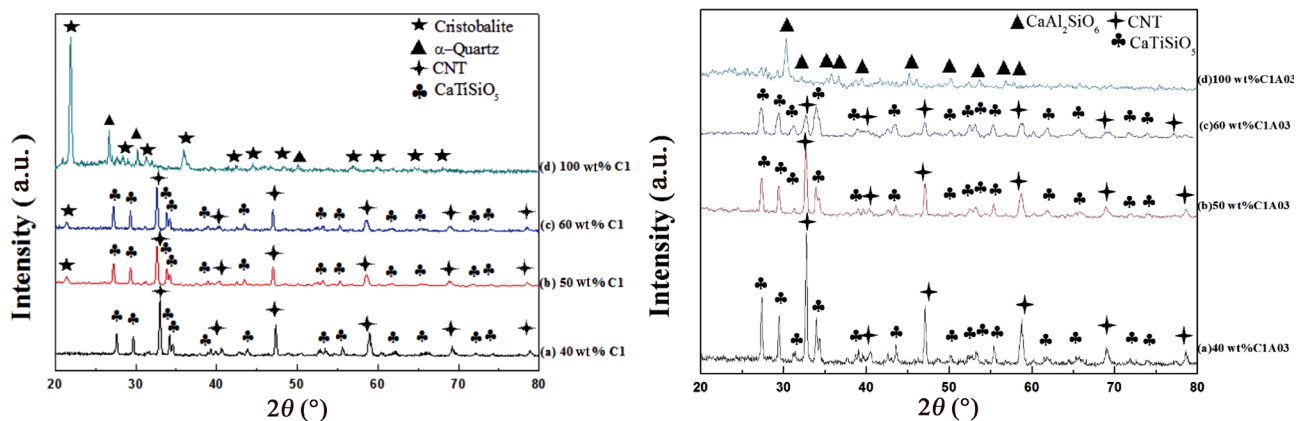 Intensity ( a.u.)
★ Cristobalite
▲ α−Quartz
✦ CNT
♣ CaTiSiO₅
(d) 100 wt% C1
(c) 60 wt% C1
(b) 50 wt% C1
(a) 40 wt% C1
20 30 40 50 60 70 80
2θ (°)
Intensity ( a.u.)
▲ CaAl₂SiO₆ ✦ CNT
♣ CaTiSiO₅
(d)100 wt%C1A03
(c)60 wt%C1A03
(b)50 wt%C1A03
(a)40 wt%C1A03
20 30 40 50 60 70 80
2θ (°)